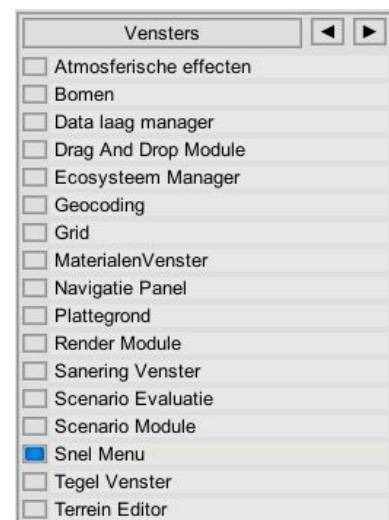 Vensters
Atmosferische effecten
Bomen
Data laag manager
Drag And Drop Module
Ecosysteem Manager
Geocoding
Grid
MaterialenVenster
Navigatie Panel
Plattegrond
Render Module
Sanering Venster
Scenario Evaluatie
Scenario Module
Snel Menu
Tegel Venster
Terrein Editor